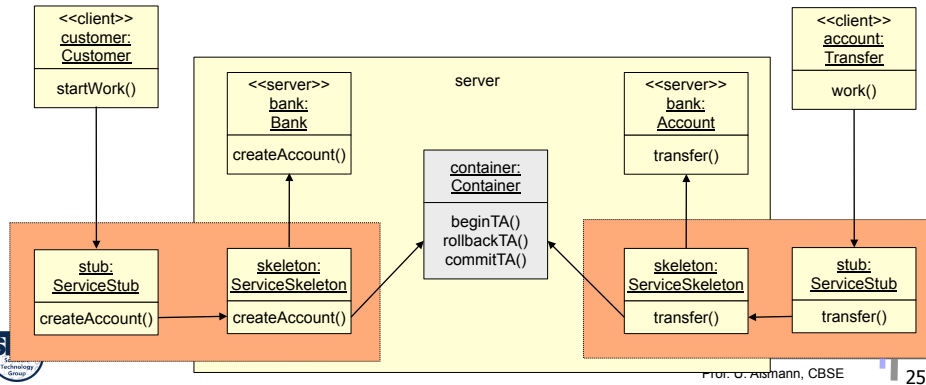 <<client>>
customer:
Customer
startWork()
server
<<server>>
bank:
Bank
createAccount()
<<server>>
bank:
Account
transfer()
<<client>>
account:
Transfer
work()
container:
Container
beginTA()
rollbackTA()
commitTA()
stub:
ServiceStub
createAccount()
skeleton:
ServiceSkeleton
createAccount()
skeleton:
ServiceSkeleton
transfer()
stub:
ServiceStub
transfer()
Technology
Group
Prof. U. Aßmann, CBSE
25